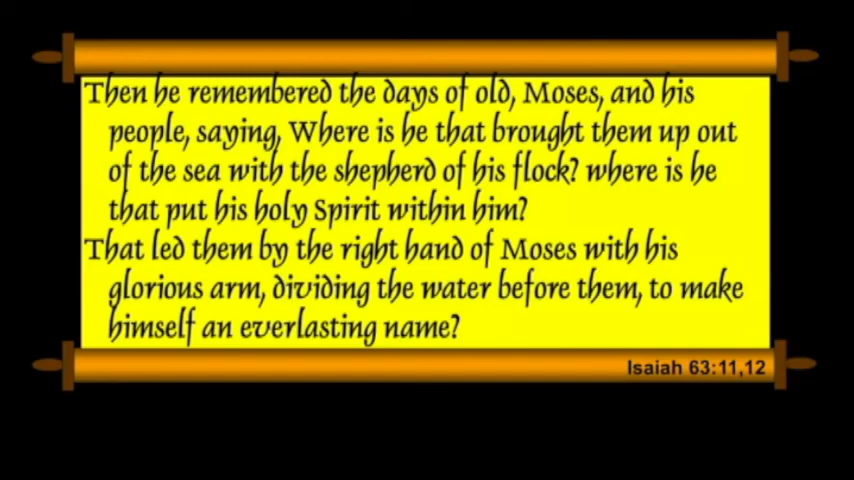 Then he remembered the days of old, Moses, and his
people, saying, Where is he that brought them up out
of the sea with the shepherd of his flock? where is he
that put his holy Spirit within him?
That led them by the right hand of Moses with his
glorious arm, dividing the water before them, to make
himself an everlasting name?
Isaiah 63:11,12